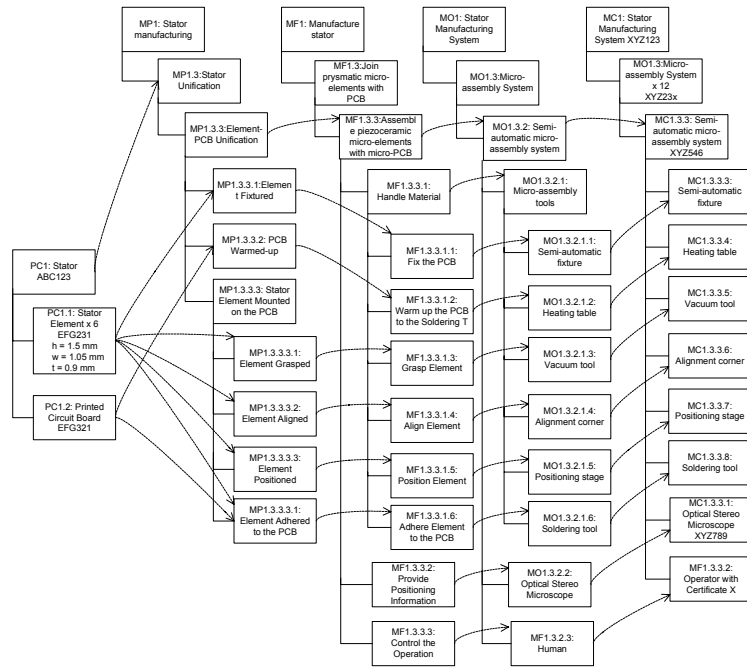 MP1: Stator
manufacturing
MP1.3:Stator
Unification
MP1.3.3:Element-
PCB Unification
MP1.3.3.1:Elemen
t Fixtured
MP1.3.3.2: PCB
Warmed-up
MP1.3.3.3: Stator
Element Mounted
on the PCB
MP1.3.3.3.1:
Element Grasped
MP1.3.3.3.2:
Element Aligned
MP1.3.3.3.3:
Element
Positioned
MP1.3.3.3.1:
Element Adhered
to the PCB
PC1: Stator
ABC123
PC1.1: Stator
Element x 6
EFG231
h = 1.5 mm
w = 1.05 mm
t = 0.9 mm
PC1.2: Printed
Circuit Board
EFG321
MF1: Manufacture
stator
MF1.3:Join
prysmatic micro-
elements with
PCB
MF1.3.3:Assembl
e piezoceramic
micro-elements
with micro-PCB
MF1.3.3.1:
Handle Material
MF1.3.3.1.1:
Fix the PCB
MF1.3.3.1.2:
Warm up the PCB
to the Soldering T
MF1.3.3.1.3:
Grasp Element
MF1.3.3.1.4:
Align Element
MF1.3.3.1.5:
Position Element
MF1.3.3.1.6:
Adhere Element
to the PCB
MF1.3.3.2:
Provide
Positioning
Information
MF1.3.3.3:
Control the
Operation
MO1: Stator
Manufacturing
System
MO1.3:Micro-
assembly System
MO1.3.2: Semi-
automatic micro-
assembly system
MO1.3.2.1:
Micro-assembly
tools
MO1.3.2.1.1:
Semi-automatic
fixture
MO1.3.2.1.2:
Heating table
MO1.3.2.1.3:
Vacuum tool
MO1.3.2.1.4:
Alignment corner
MO1.3.2.1.5:
Positioning stage
MO1.3.2.1.6:
Soldering tool
MO1.3.2.2:
Optical Stereo
Microscope
MF1.3.2.3:
Human
MC1: Stator
Manufacturing
System XYZ123
MO1.3:Micro-
assembly System
x 12
XYZ23x
MC1.3.3: Semi-
automatic micro-
assembly system
XYZ546
MC1.3.3.3:
Semi-automatic
fixture
MC1.3.3.4:
Heating table
MC1.3.3.5:
Vacuum tool
MC1.3.3.6:
Alignment corner
MC1.3.3.7:
Positioning stage
MC1.3.3.8:
Soldering tool
MC1.3.3.1:
Optical Stereo
Microscope
XYZ789
MF1.3.3.2:
Operator with
Certificate X